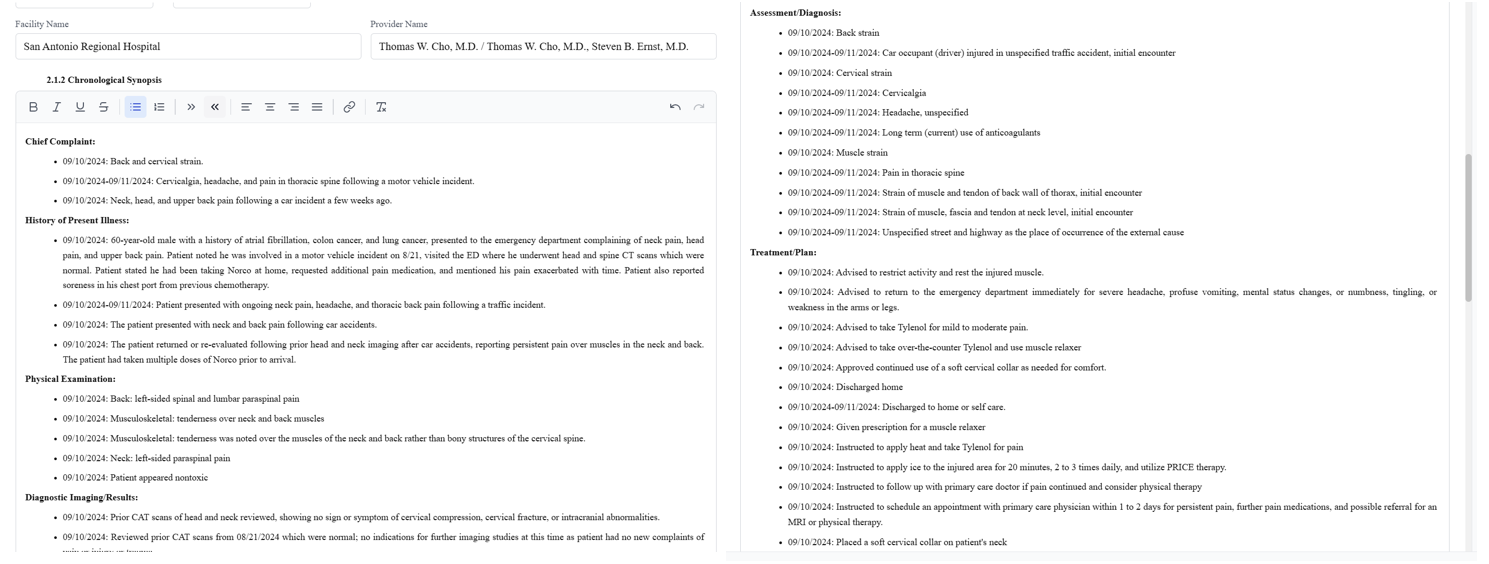 Facility Name
Provider Name
San Antonio Regional Hospital
Thomas W. Cho, M.D. / Thomas W. Cho, M.D., Steven B. Ernst, M.D.
2.1.2 Chronological Synopsis
Chief Complaint:
• 09/10/2024: Back and cervical strain.
• 09/10/2024-09/11/2024: Cervicalgia, headache, and pain in thoracic spine following a motor vehicle incident.
• 09/10/2024: Neck, head, and upper back pain following a car incident a few weeks ago.
History of Present Illness:
• 09/10/2024: 60-year-old male with a history of atrial fibrillation, colon cancer, and lung cancer, presented to the emergency department complaining of neck pain, head
pain, and upper back pain. Patient noted he was involved in a motor vehicle incident on 8/21, visited the ED where he underwent head and spine CT scans which were
normal. Patient stated he had been taking Norco at home, requested additional pain medication, and mentioned his pain exacerbated with time. Patient also reported
soreness in his chest port from previous chemotherapy.
• 09/10/2024-09/11/2024: Patient presented with ongoing neck pain, headache, and thoracic back pain following a traffic incident.
• 09/10/2024: The patient presented with neck and back pain following car accidents.
• 09/10/2024: The patient returned or re-evaluated following prior head and neck imaging after car accidents, reporting persistent pain over muscles in the neck and back.
The patient had taken multiple doses of Norco prior to arrival.
Physical Examination:
• 09/10/2024: Back: left-sided spinal and lumbar paraspinal pain
• 09/10/2024: Musculoskeletal: tenderness over neck and back muscles
• 09/10/2024: Musculoskeletal: tenderness was noted over the muscles of the neck and back rather than bony structures of the cervical spine.
• 09/10/2024: Neck: left-sided paraspinal pain
• 09/10/2024: Patient appeared nontoxic
Diagnostic Imaging/Results:
• 09/10/2024: Prior CAT scans of head and neck reviewed, showing no sign or symptom of cervical compression, cervical fracture, or intracranial abnormalities.
• 09/10/2024: Reviewed prior CAT scans from 08/21/2024 which were normal; no indications for further imaging studies at this time as patient had no new complaints of
Assessment/Diagnosis:
• 09/10/2024: Back strain
• 09/10/2024-09/11/2024: Car occupant (driver) injured in unspecified traffic accident, initial encounter
• 09/10/2024: Cervical strain
• 09/10/2024-09/11/2024: Cervicalgia
• 09/10/2024-09/11/2024: Headache, unspecified
• 09/10/2024-09/11/2024: Long term (current) use of anticoagulants
• 09/10/2024: Muscle strain
• 09/10/2024-09/11/2024: Pain in thoracic spine
• 09/10/2024-09/11/2024: Strain of muscle and tendon of back wall of thorax, initial encounter
• 09/10/2024-09/11/2024: Strain of muscle, fascia and tendon at neck level, initial encounter
• 09/10/2024-09/11/2024: Unspecified street and highway as the place of occurrence of the external cause
Treatment/Plan:
• 09/10/2024: Advised to restrict activity and rest the injured muscle.
• 09/10/2024: Advised to return to the emergency department immediately for severe headache, profuse vomiting, mental status changes, or numbness, tingling, or
weakness in the arms or legs.
• 09/10/2024: Advised to take Tylenol for mild to moderate pain.
• 09/10/2024: Advised to take over-the-counter Tylenol and use muscle relaxer
• 09/10/2024: Approved continued use of a soft cervical collar as needed for comfort.
• 09/10/2024: Discharged home
• 09/10/2024-09/11/2024: Discharged to home or self care.
• 09/10/2024: Given prescription for a muscle relaxer
• 09/10/2024: Instructed to apply heat and take Tylenol for pain
• 09/10/2024: Instructed to apply ice to the injured area for 20 minutes, 2 to 3 times daily, and utilize PRICE therapy.
• 09/10/2024: Instructed to follow up with primary care doctor if pain continued and consider physical therapy
• 09/10/2024: Instructed to schedule an appointment with primary care physician within 1 to 2 days for persistent pain, further pain medications, and possible referral for an
MRI or physical therapy.
• 09/10/2024: Placed a soft cervical collar on patient's neck